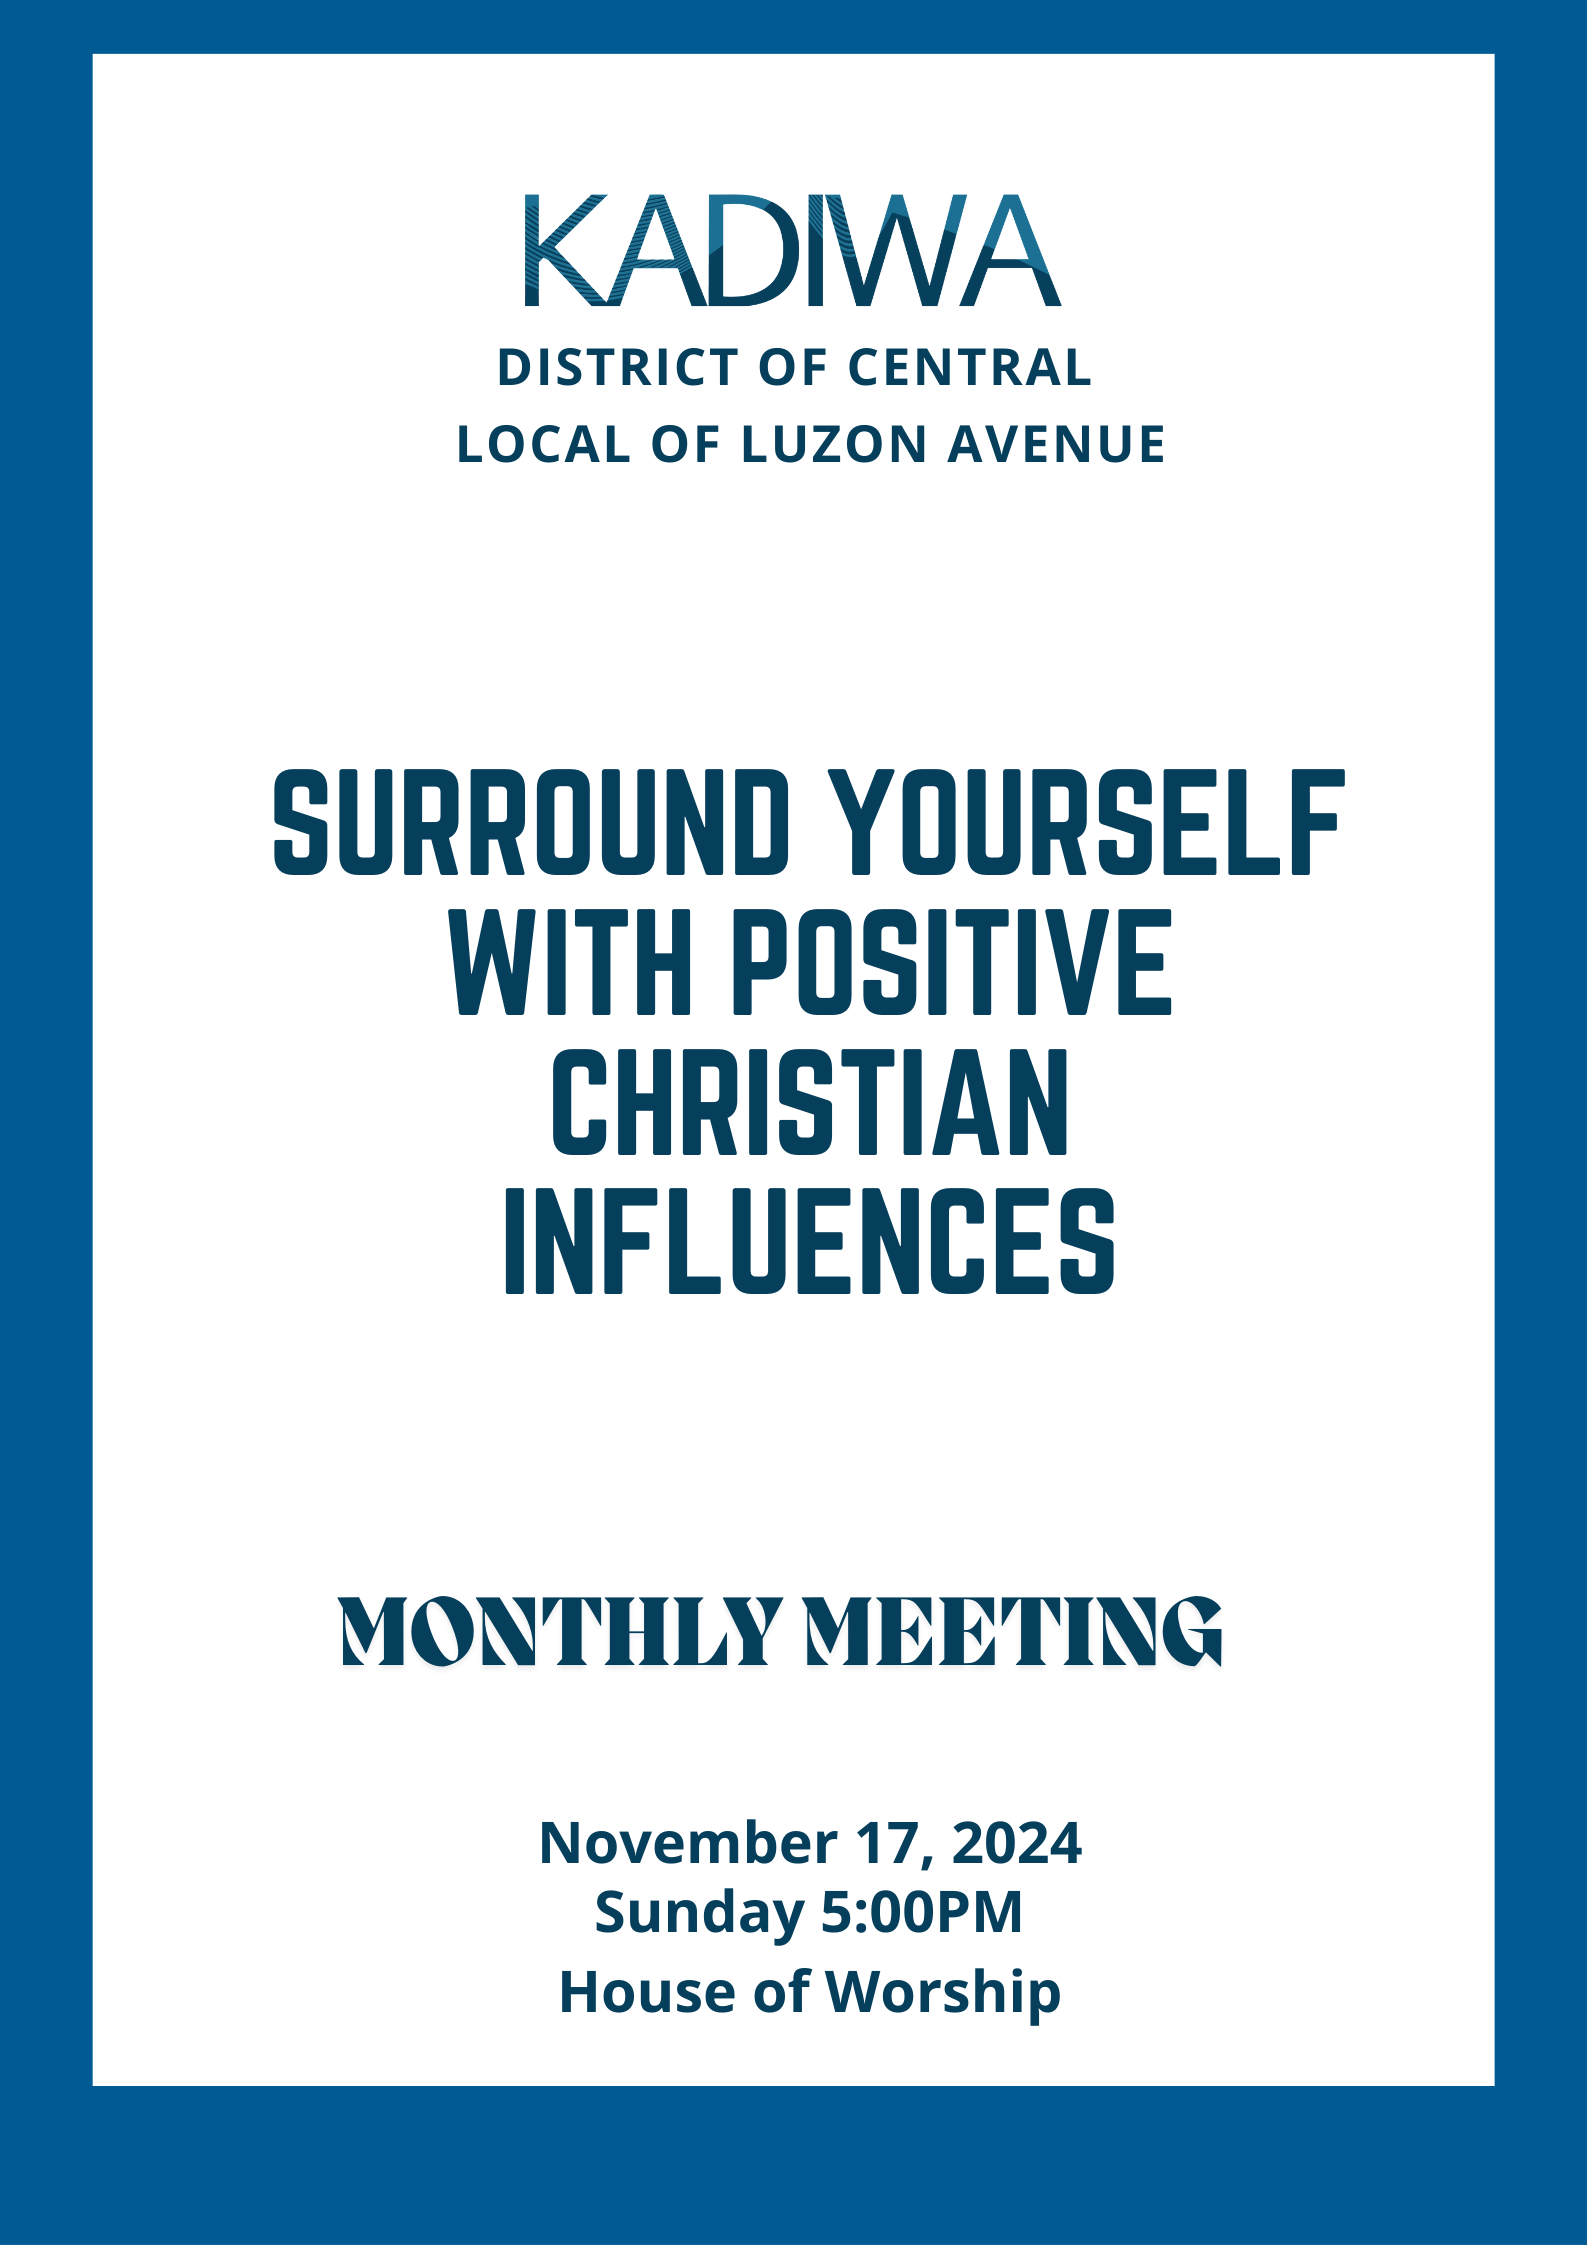 KADIWA
DISTRICT OF CENTRAL
LOCAL OF LUZON AVENUE
SURROUND YOURSELF
WITH POSITIVE
CHRISTIAN
INFLUENCES
MONTHLY MEETING
November 17, 2024
Sunday 5:00PM
House of Worship